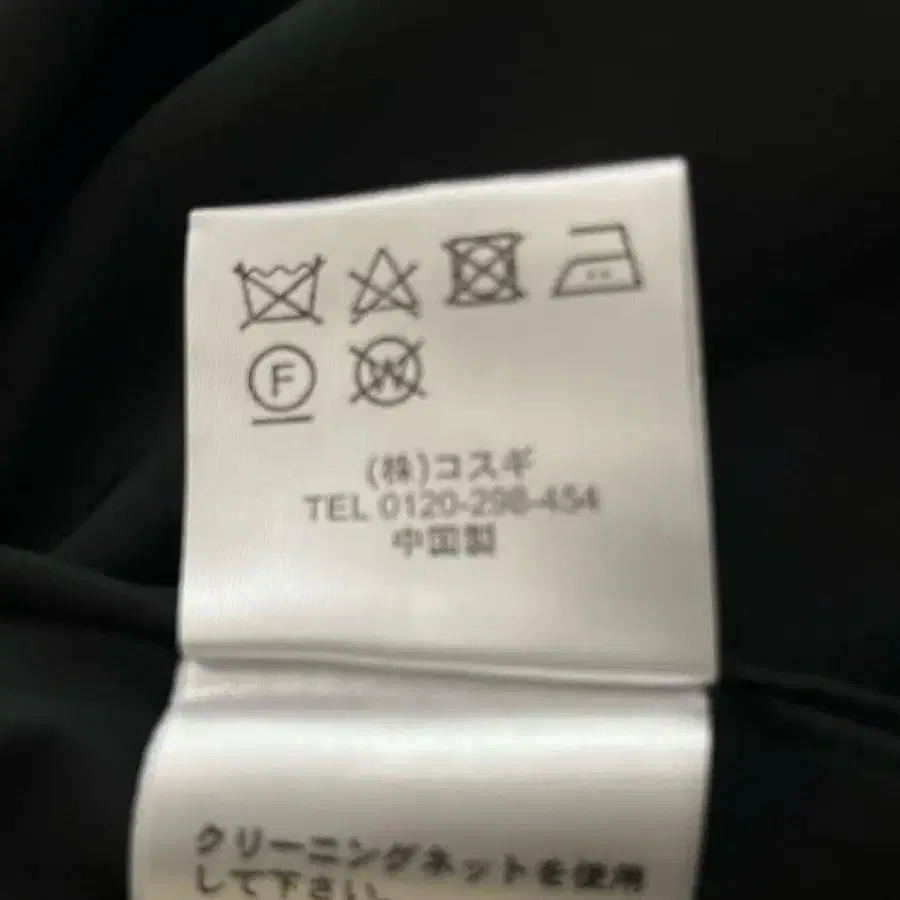 F W
(株)コスギ
TEL 0120-298-454
中国製
クリーニングネットを使用
して下さい。